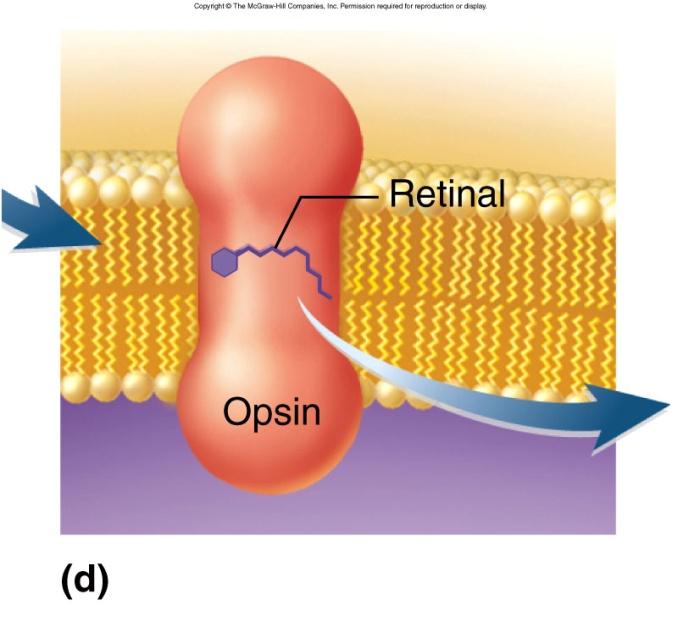 Copyright © The McGraw-Hill Companies, Inc. Permission required for reproduction or display.
Retinal
Opsin
(d)